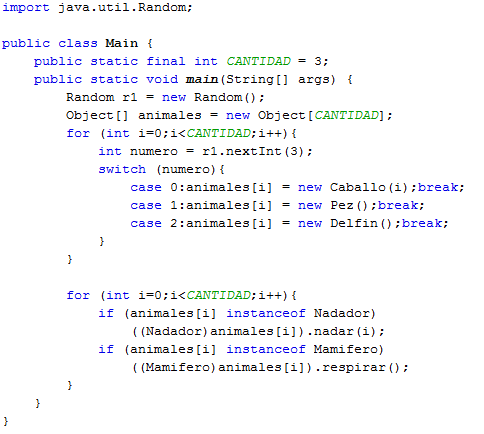 import java.util.Random;

public class Main {
    public static final int CANTIDAD = 3;
    public static void main(String[] args) {
        Random r1 = new Random();
        Object[] animales = new Object[CANTIDAD];
        for (int i=0;i<CANTIDAD;i++){
            int numero = r1.nextInt(3);
            switch (numero){
                case 0:animales[i] = new Caballo(i);break;
                case 1:animales[i] = new Pez();break;
                case 2:animales[i] = new Delfin();break;
            }
        }

        for (int i=0;i<CANTIDAD;i++){
            if (animales[i] instanceof Nadador)
                ((Nadador)animales[i]).nadar(i);
            if (animales[i] instanceof Mamifero)
                ((Mamifero)animales[i]).respirar();
        }
    }
}